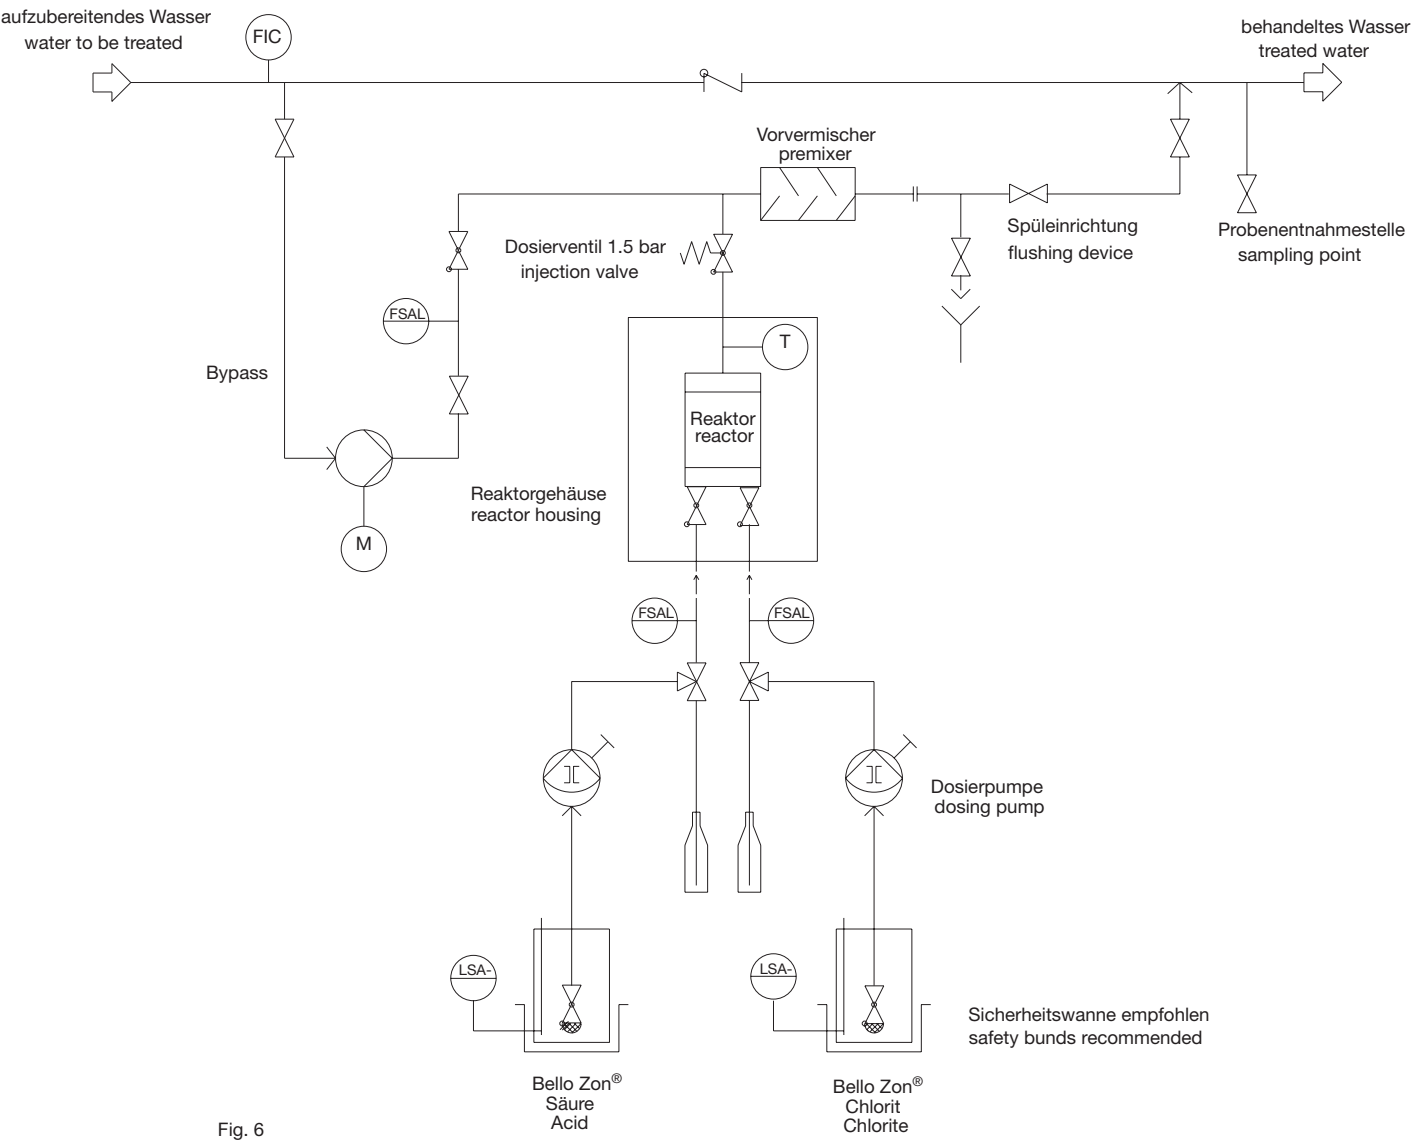 aufzubereitendes Wasser
water to be treated
FIC
behandeltes Wasser
treated water
Vorvermischer
premixer
Dosierventil 1.5 bar
injection valve
Spüleinrichtung
flushing device
Probenentnahmestelle
sampling point
FSAL
T
Bypass
Reaktor
reactor
Reaktorgehäuse
reactor housing
M
FSAL
FSAL
Dosierpumpe
dosing pump
LSA-
LSA-
Sicherheitswanne empfohlen
safety bunds recommended
Bello Zon®
Säure
Acid
Bello Zon®
Chlorit
Chlorite
Fig. 6